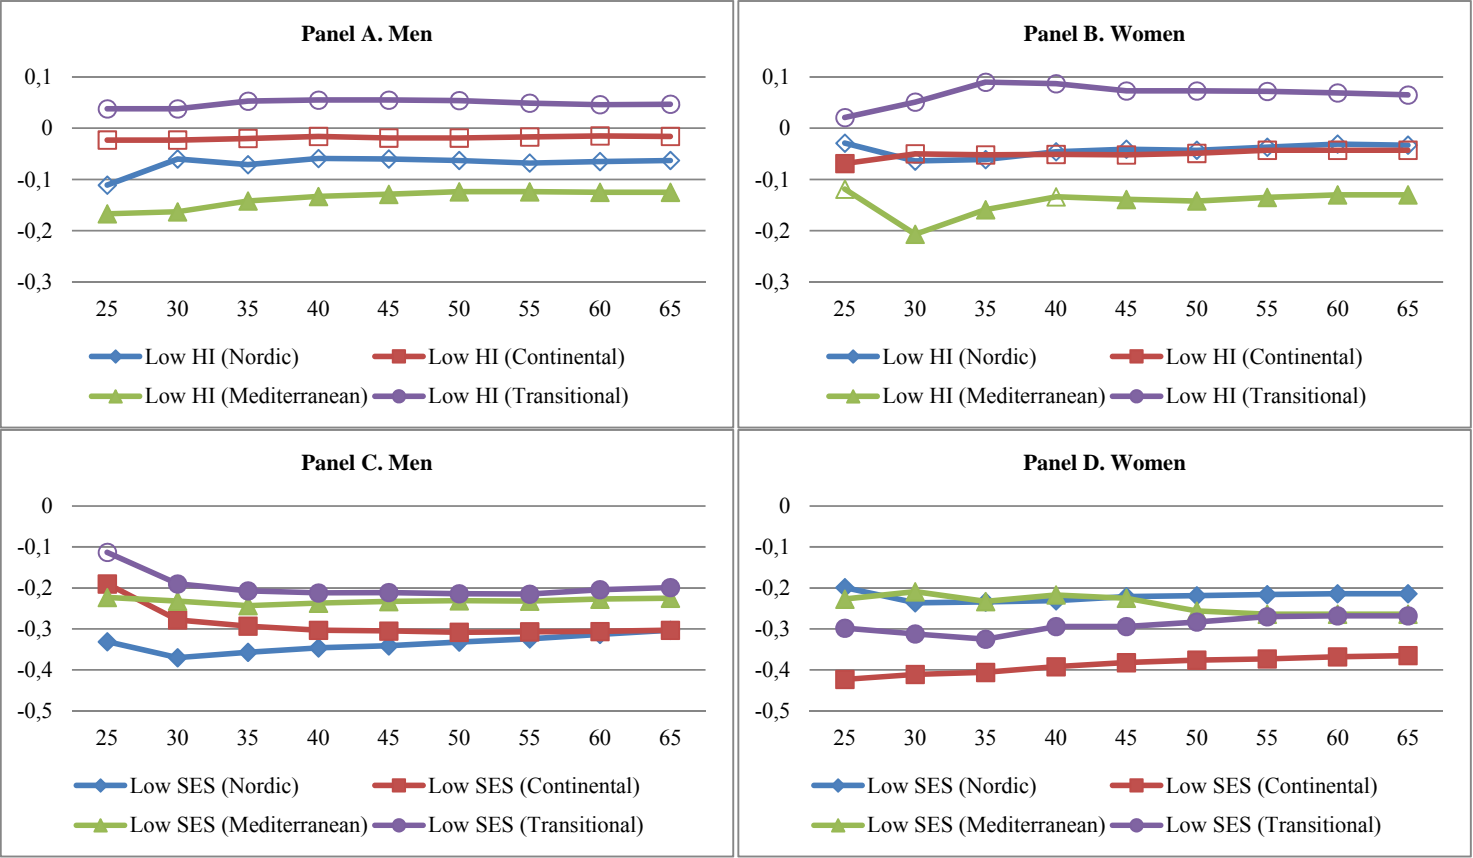 Panel A. Men
0,1
0
-0,1
-0,2
-0,3
25 30 35 40 45 50 55 60 65
Low HI (Nordic) Low HI (Continental)
Low HI (Mediterranean) Low HI (Transitional)
Panel B. Women
0,1
0
-0,1
-0,2
-0,3
25 30 35 40 45 50 55 60 65
Low HI (Nordic) Low HI (Continental)
Low HI (Mediterranean) Low HI (Transitional)
Panel C. Men
0
-0,1
-0,2
-0,3
-0,4
-0,5
25 30 35 40 45 50 55 60 65
Low SES (Nordic) Low SES (Continental)
Low SES (Mediterranean) Low SES (Transitional)
Panel D. Women
0
-0,1
-0,2
-0,3
-0,4
-0,5
25 30 35 40 45 50 55 60 65
Low SES (Nordic) Low SES (Continental)
Low SES (Mediterranean) Low SES (Transitional)